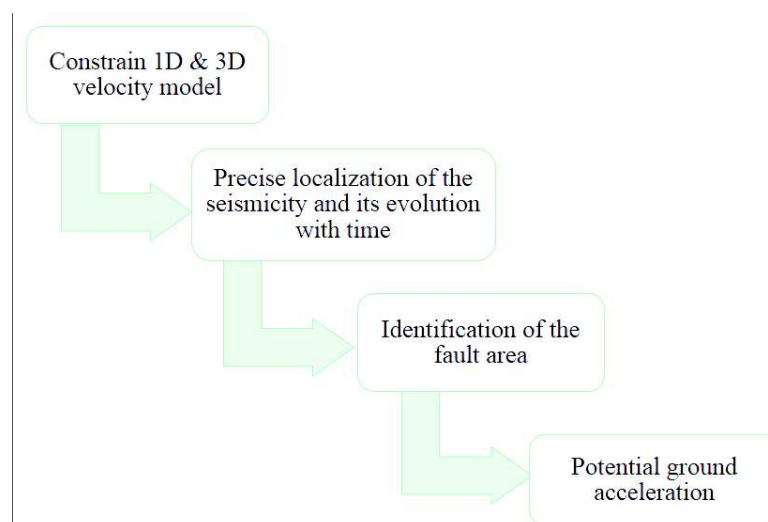 Constrain 1D & 3D
velocity model
Precise localization of the
seismicity and its evolution
with time
Identification of the
fault area
Potential ground
acceleration